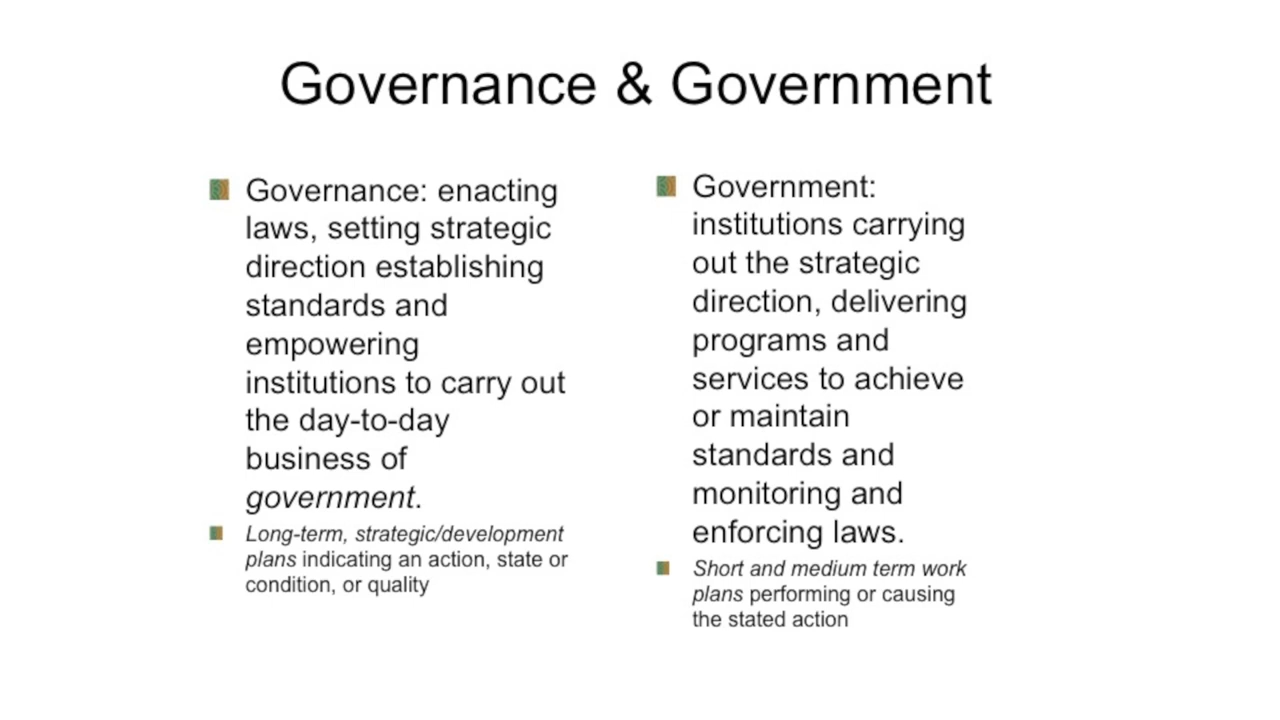 Governance & Government
Governance: enacting
laws, setting strategic
direction establishing
standards and
empowering
institutions to carry out
the day-to-day
business of
government.
Long-term, strategic/development
plans indicating an action, state or
condition, or quality
Government:
institutions carrying
out the strategic
direction, delivering
programs and
services to achieve
or maintain
standards and
monitoring and
enforcing laws.
Short and medium term work
plans performing or causing
the stated action